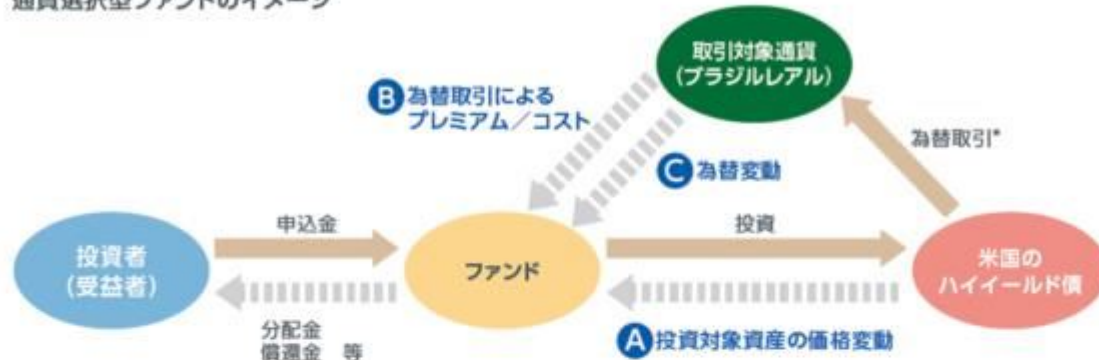 通貨選択型ファンドのイメージ
取引対象通貨
(ブラジルレアル)
B 為替取引による
プレミアム／コスト
為替取引*
C 為替変動
申込金
投資
投資者
(受益者)
ファンド
米国の
ハイイールド債
分配金
償還金 等
A 投資対象資産の価格変動